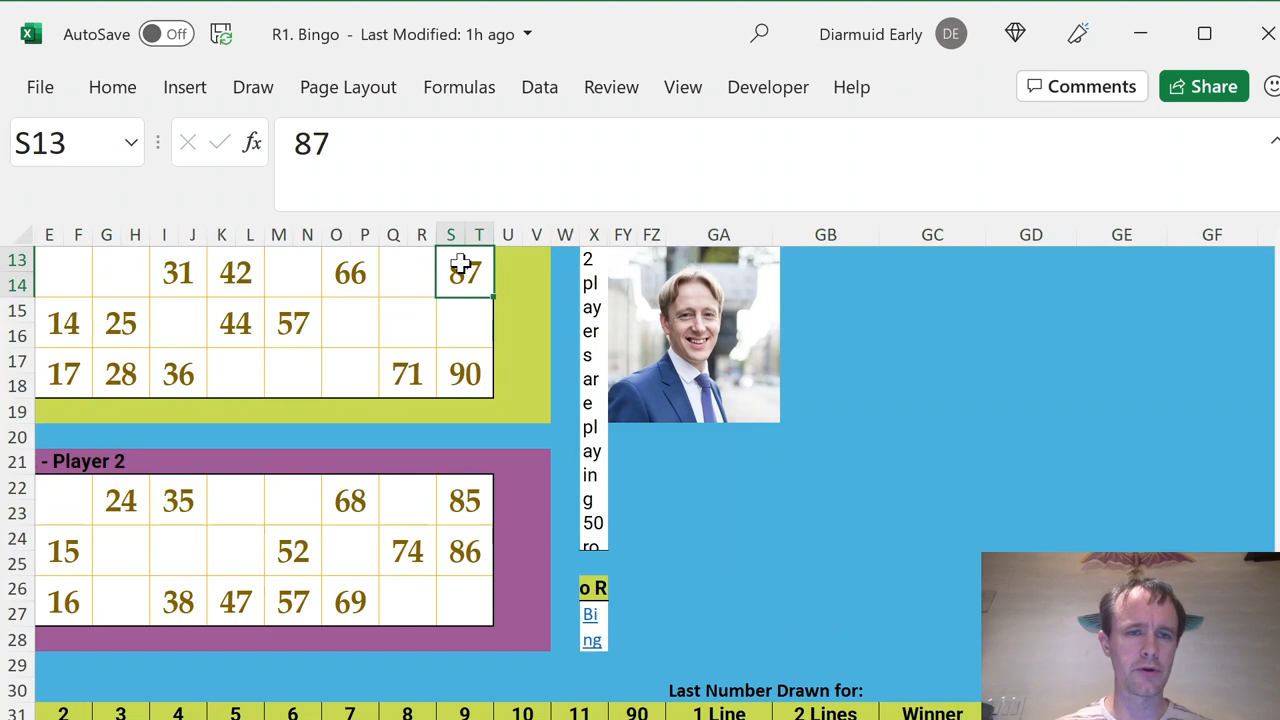 AutoSave Off R1. Bingo - Last Modified: 1h ago Diarmuid Early DE
File Home Insert Draw Page Layout Formulas Data Review View Developer Help Comments Share
S13 fx 87
E F G H I J K L M N O P Q R S T U V W X FY FZ GA GB GC GD GE GF
13
14
15
16
17
18
19
20
21
22
23
24
25
26
27
28
29
30
31
31 42 66 87
14 25 44 57
17 28 36 71 90
- Player 2
24 35 68 85
15 52 74 86
16 38 47 57 69
2
pl
ay
er
s
ar
e
pl
ay
in
g
50
ro
o R
Bi
ng
Last Number Drawn for:
2 3 4 5 6 7 8 9 10 11 90 1 Line 2 Lines Winner